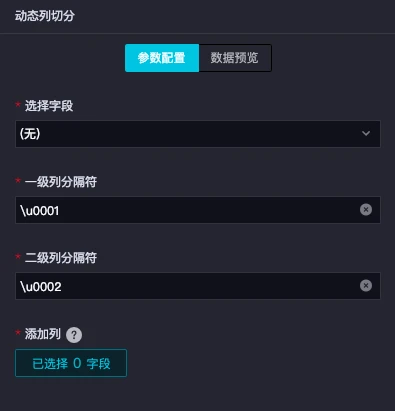 动态列切分
参数配置 数据预览
* 选择字段
(无)
* 一级列分隔符
\u0001
* 二级列分隔符
\u0002
* 添加列 ?
已选择 0 字段